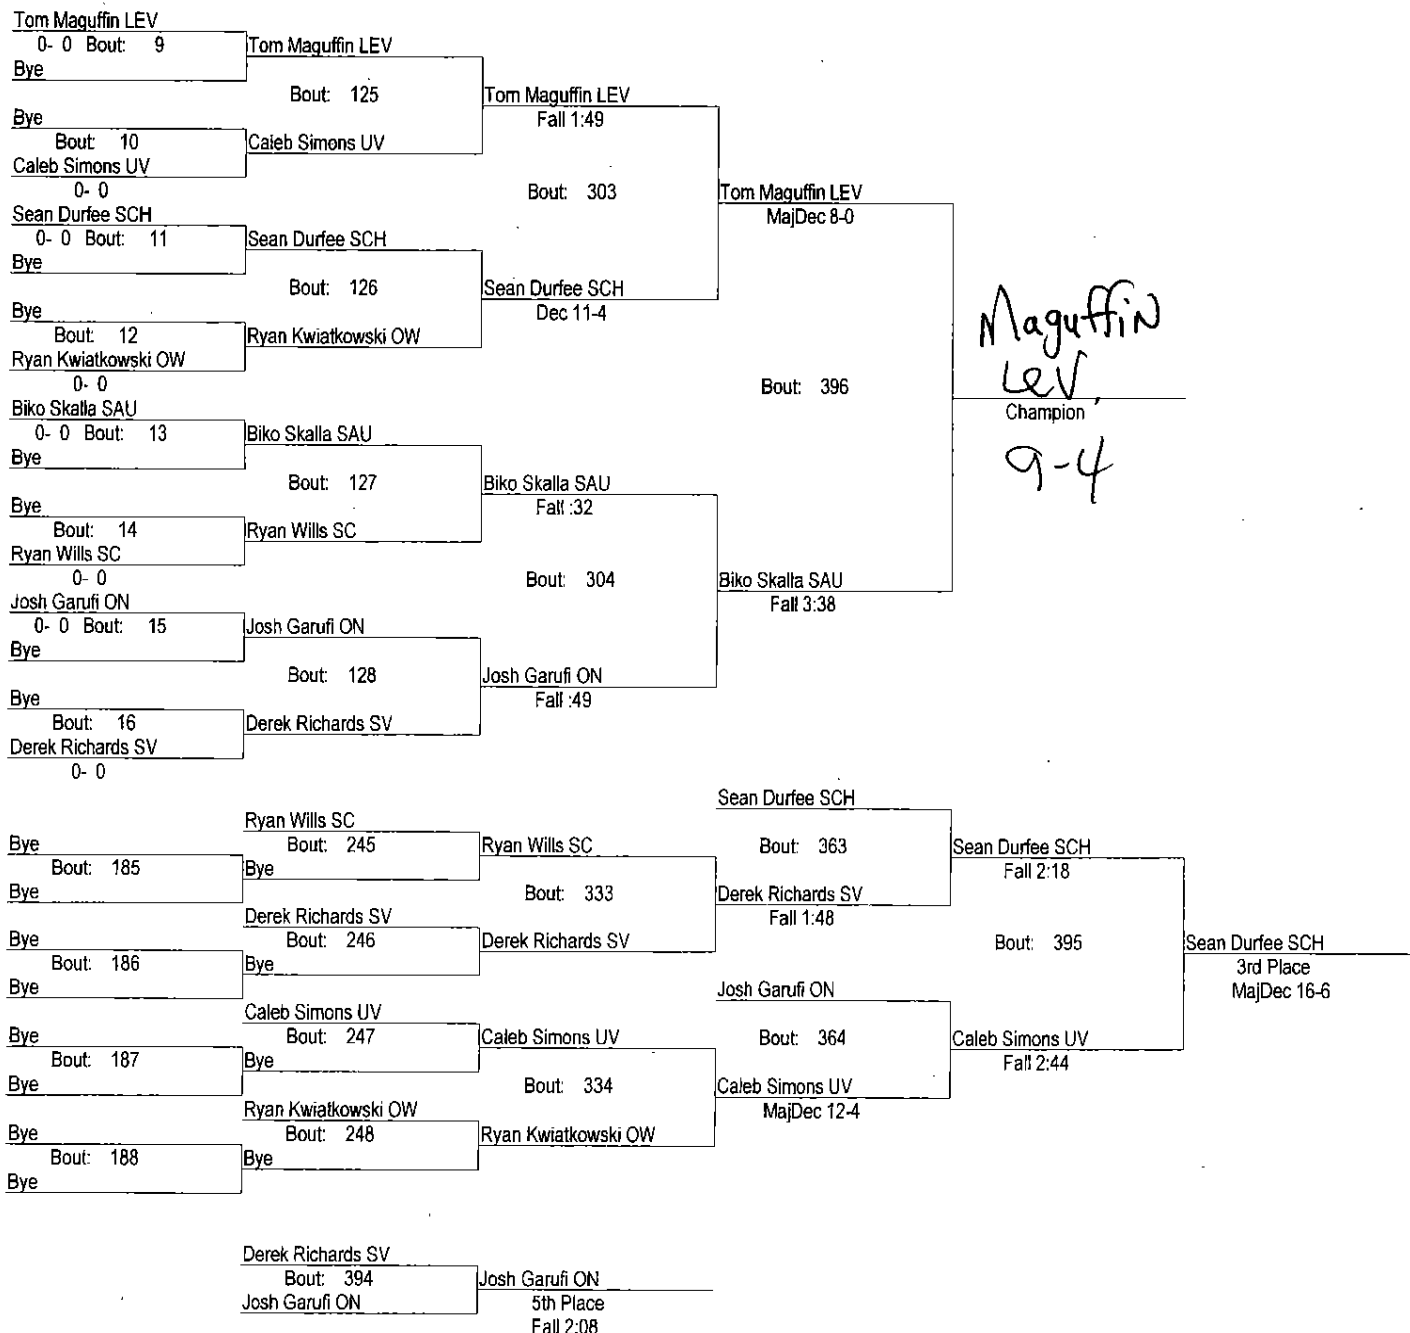 Tom Maguffin LEV
0- 0 Bout: 9
Bye
Tom Maguffin LEV
Bout: 125
Bye
Bout: 10
Caleb Simons UV
0- 0
Caleb Simons UV
Tom Maguffin LEV
Fall 1:49
Bout: 303
Sean Durfee SCH
0- 0 Bout: 11
Bye
Sean Durfee SCH
Bout: 126
Bye
Bout: 12
Ryan Kwiatkowski OW
0- 0
Ryan Kwiatkowski OW
Sean Durfee SCH
Dec 11-4
Tom Maguffin LEV
MajDec 8-0
Bout: 396
Biko Skalla SAU
0- 0 Bout: 13
Bye
Biko Skalla SAU
Bout: 127
Bye
Bout: 14
Ryan Wills SC
0- 0
Ryan Wills SC
Biko Skalla SAU
Fall :32
Bout: 304
Josh Garufi ON
0- 0 Bout: 15
Bye
Josh Garufi ON
Bout: 128
Bye
Bout: 16
Derek Richards SV
0- 0
Derek Richards SV
Josh Garufi ON
Fall :49
Biko Skalla SAU
Fall 3:38
Maguffin
LEV
Champion
9-4
Bye
Bout: 185
Bye
Ryan Wills SC
Bout: 245
Bye
Ryan Wills SC
Bout: 333
Bye
Bout: 186
Bye
Derek Richards SV
Bout: 246
Bye
Derek Richards SV
Sean Durfee SCH
Bout: 363
Derek Richards SV
Fall 1:48
Sean Durfee SCH
Fall 2:18
Bout: 395
Bye
Bout: 187
Bye
Caleb Simons UV
Bout: 247
Bye
Caleb Simons UV
Bout: 334
Bye
Bout: 188
Bye
Ryan Kwiatkowski OW
Bout: 248
Bye
Ryan Kwiatkowski OW
Josh Garufi ON
Bout: 364
Caleb Simons UV
MajDec 12-4
Caleb Simons UV
Fall 2:44
Sean Durfee SCH
3rd Place
MajDec 16-6
Derek Richards SV
Bout: 394
Josh Garufi ON
Josh Garufi ON
5th Place
Fall 2:08